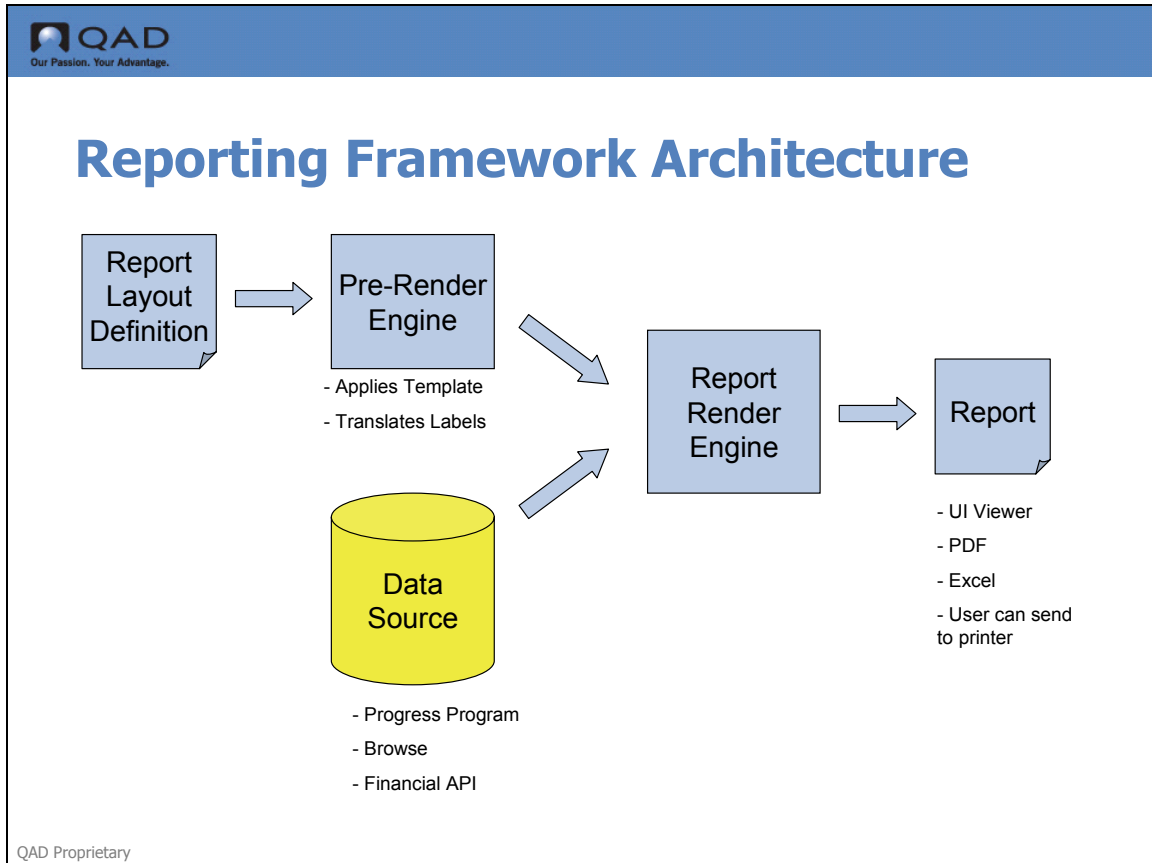 QAD
Our Passion. Your Advantage.
Reporting Framework Architecture
Report
Layout
Definition
Pre-Render
Engine
- Applies Template
- Translates Labels
Data
Source
- Progress Program
- Browse
- Financial API
Report
Render
Engine
Report
- UI Viewer
- PDF
- Excel
- User can send
to printer
QAD Proprietary